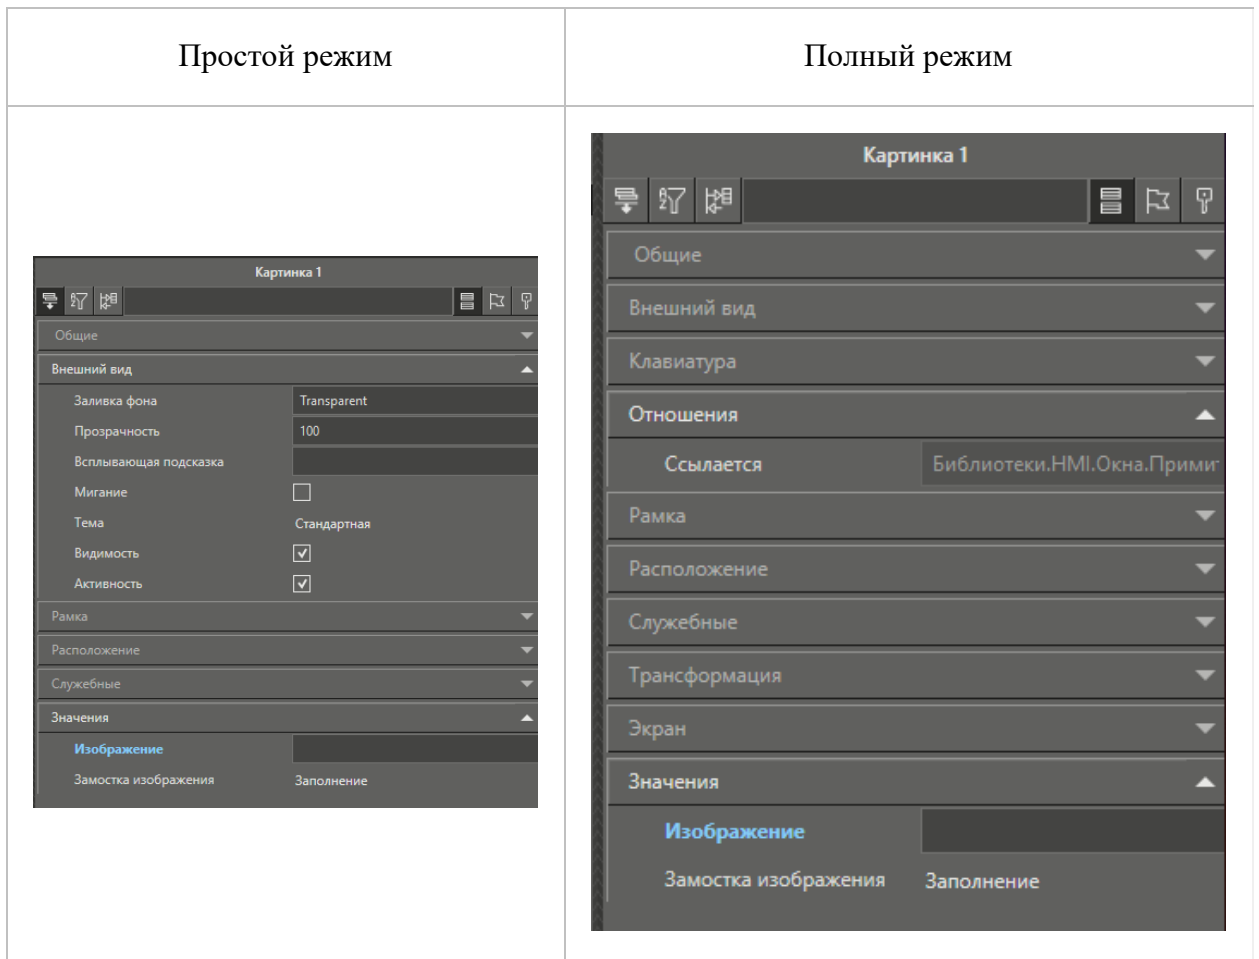 Простой режим
Полный режим
Картинка 1
Общие
Внешний вид
Заливка фона Transparent
Прозрачность 100
Всплывающая подсказка
Мигание
Тема Стандартная
Видимость
Активность
Рамка
Расположение
Служебные
Значения
Изображение
Замостка изображения Заполнение
Картинка 1
Общие
Внешний вид
Клавиатура
Отношения
Ссылается Библиотеки.HMI.Окна.Примит
Рамка
Расположение
Служебные
Трансформация
Экран
Значения
Изображение
Замостка изображения Заполнение